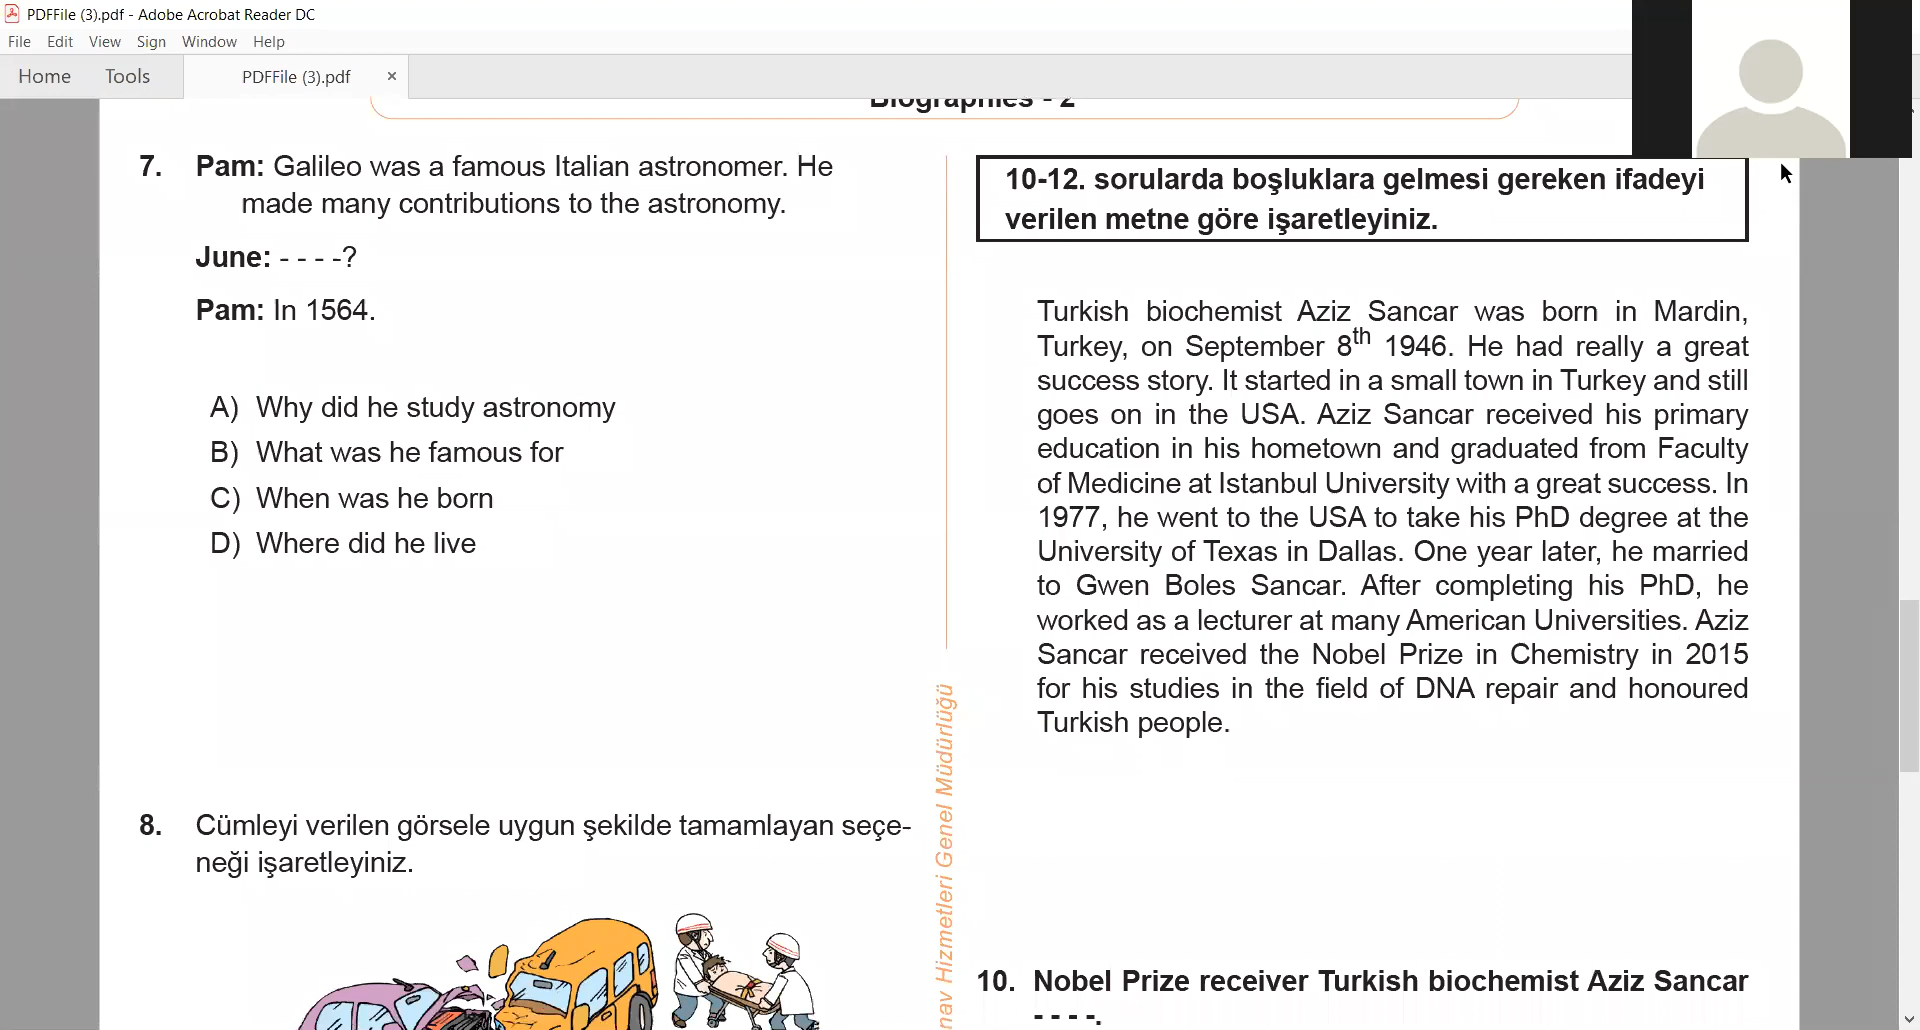 PDFFile (3).pdf - Adobe Acrobat Reader DC
File Edit View Sign Window Help
Home Tools PDFFile (3).pdf ×
Biographies - 2
7. Pam: Galileo was a famous Italian astronomer. He
made many contributions to the astronomy.
June: - - - -?
Pam: In 1564.
A) Why did he study astronomy
B) What was he famous for
C) When was he born
D) Where did he live
8. Cümleyi verilen görsele uygun şekilde tamamlayan seçe-
neği işaretleyiniz.
nav Hizmetleri Genel Müdürlüğü
10-12. sorularda boşluklara gelmesi gereken ifadeyi
verilen metne göre işaretleyiniz.
Turkish biochemist Aziz Sancar was born in Mardin,
Turkey, on September 8th 1946. He had really a great
success story. It started in a small town in Turkey and still
goes on in the USA. Aziz Sancar received his primary
education in his hometown and graduated from Faculty
of Medicine at Istanbul University with a great success. In
1977, he went to the USA to take his PhD degree at the
University of Texas in Dallas. One year later, he married
to Gwen Boles Sancar. After completing his PhD, he
worked as a lecturer at many American Universities. Aziz
Sancar received the Nobel Prize in Chemistry in 2015
for his studies in the field of DNA repair and honoured
Turkish people.
10. Nobel Prize receiver Turkish biochemist Aziz Sancar
- - - -.